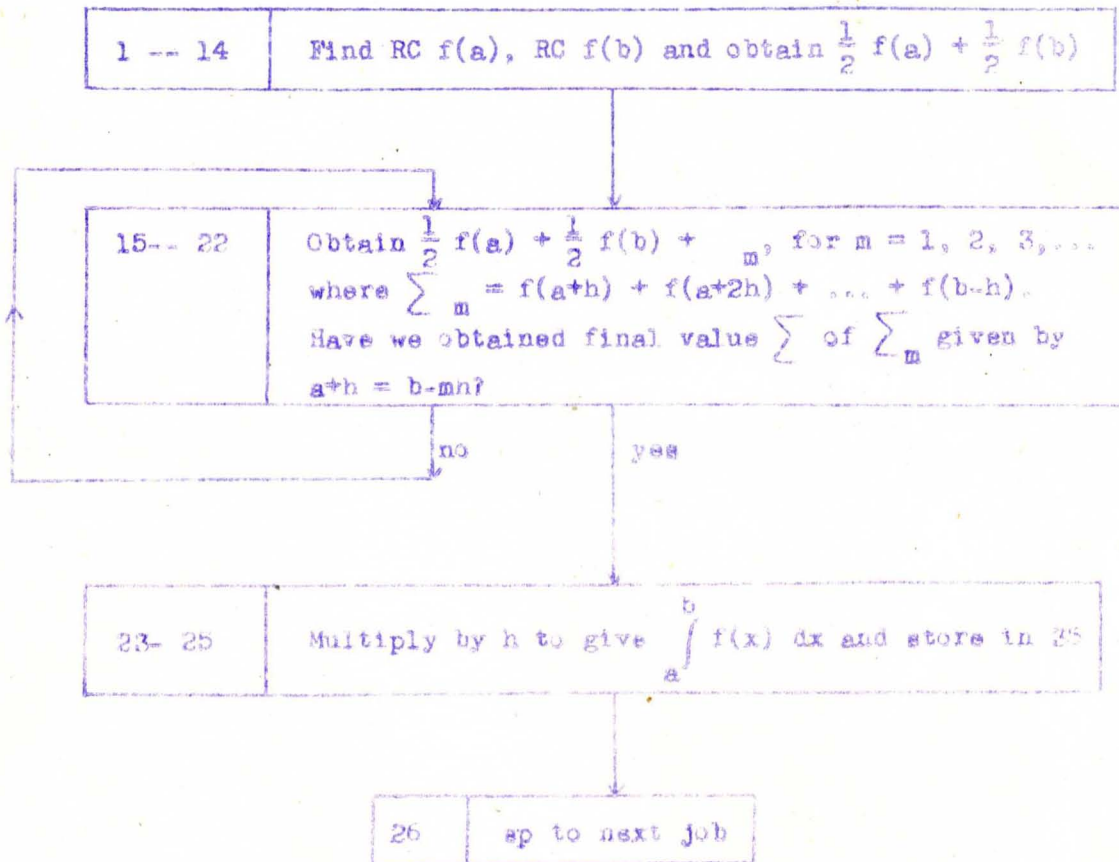 1 -- 14 Find RC f(a), RC f(b) and obtain 1/2 f(a) + 1/2 f(b)
15-- 22 Obtain 1/2 f(a) + 1/2 f(b) + m, for m = 1, 2, 3,...
where ∑ m = f(a+h) + f(a+2h) + ... + f(b-h).
Have we obtained final value ∑ of ∑ m given by
a+h = b-mh?
no yes
23- 25 Multiply by h to give ∫ a b f(x) dx and store in
26 sp to next job